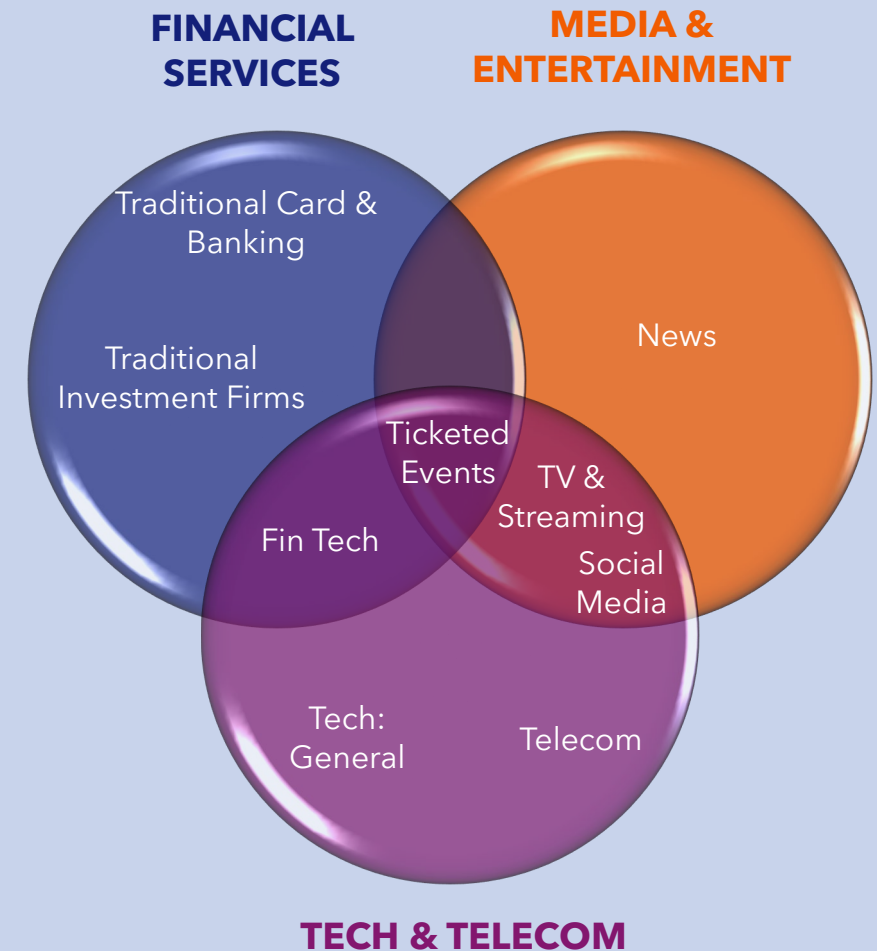 FINANCIAL
SERVICES
MEDIA &
ENTERTAINMENT
Traditional Card &
Banking
Traditional
Investment Firms
News
Ticketed
Events
TV &
Streaming
Social
Media
Fin Tech
Tech:
General
Telecom
TECH & TELECOM